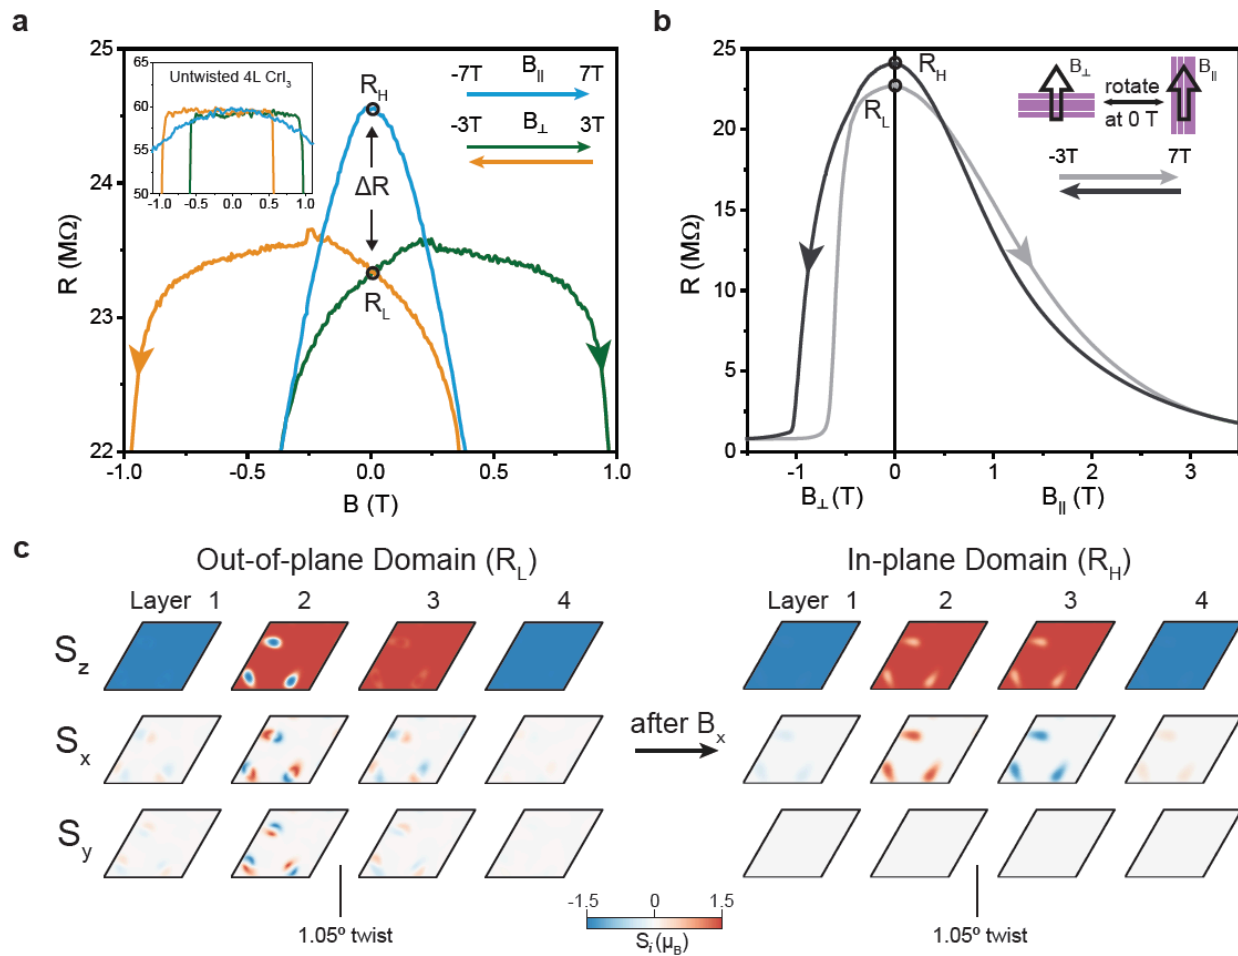 a
25
24
23
22
R (MΩ)
-1.0
-0.5
0.0
0.5
1.0
B (T)
65
60
55
50
Untwisted 4L CrI3
-1.0
-0.5
0.0
0.5
1.0
RH
ΔR
RL
-7T B|| 7T
-3T B⊥ 3T
b
25
20
15
10
5
0
R (MΩ)
-1
0
1
2
3
B⊥ (T)
B|| (T)
RH
RL
B⊥
rotate
at 0 T
B||
-3T
7T
c
Out-of-plane Domain (RL)
In-plane Domain (RH)
Layer 1 2 3 4
Layer 1 2 3 4
Sz
Sx
after Bx
Sy
1.05º twist
-1.5 0 1.5
Si (μB)
1.05º twist